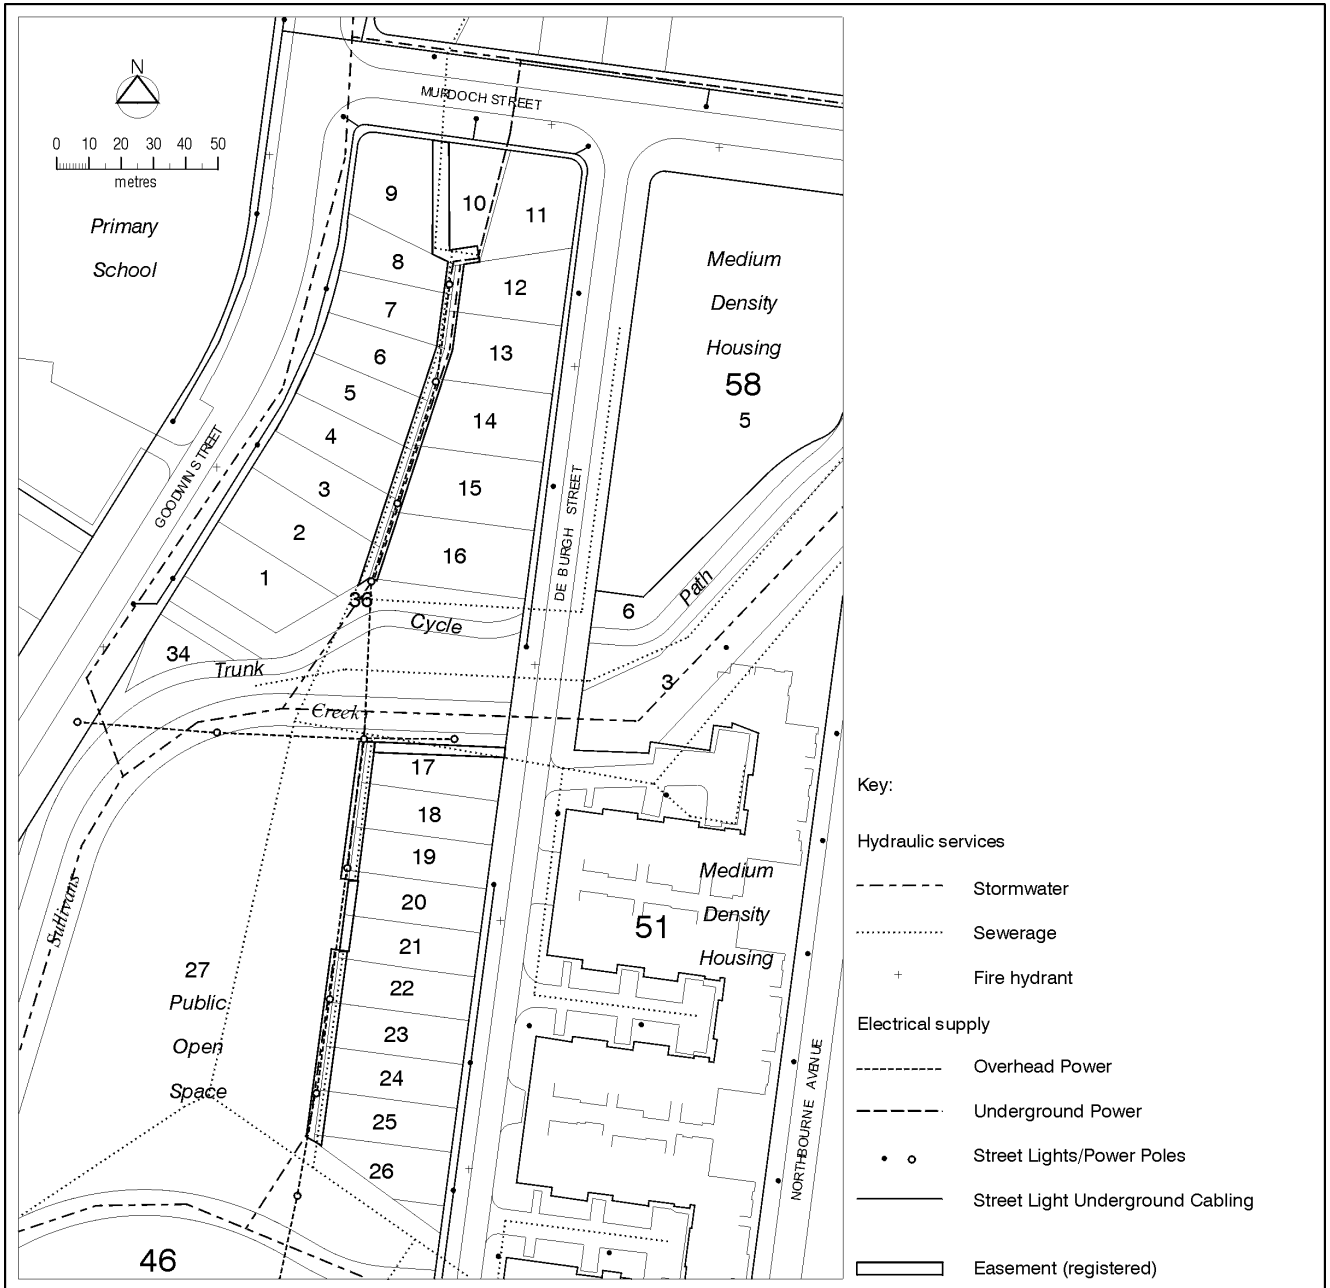 N
0 10 20 30 40 50
metres
MURDOCH STREET
Primary
School
9
10
11
8
12
7
13
6
5
14
4
15
3
2
16
1
36
GOODWIN STREET
DE BURGH STREET
Medium
Density
Housing
58
5
6
Path
Cycle
Trunk
34
3
Creek
Sullivans
17
18
19
20
21
22
23
24
25
26
27
Public
Open
Space
46
Medium
Density
Housing
51
NORTHBOURNE AVENUE
Key:
Hydraulic services
Stormwater
Sewerage
Fire hydrant
Electrical supply
Overhead Power
Underground Power
Street Lights/Power Poles
Street Light Underground Cabling
Easement (registered)